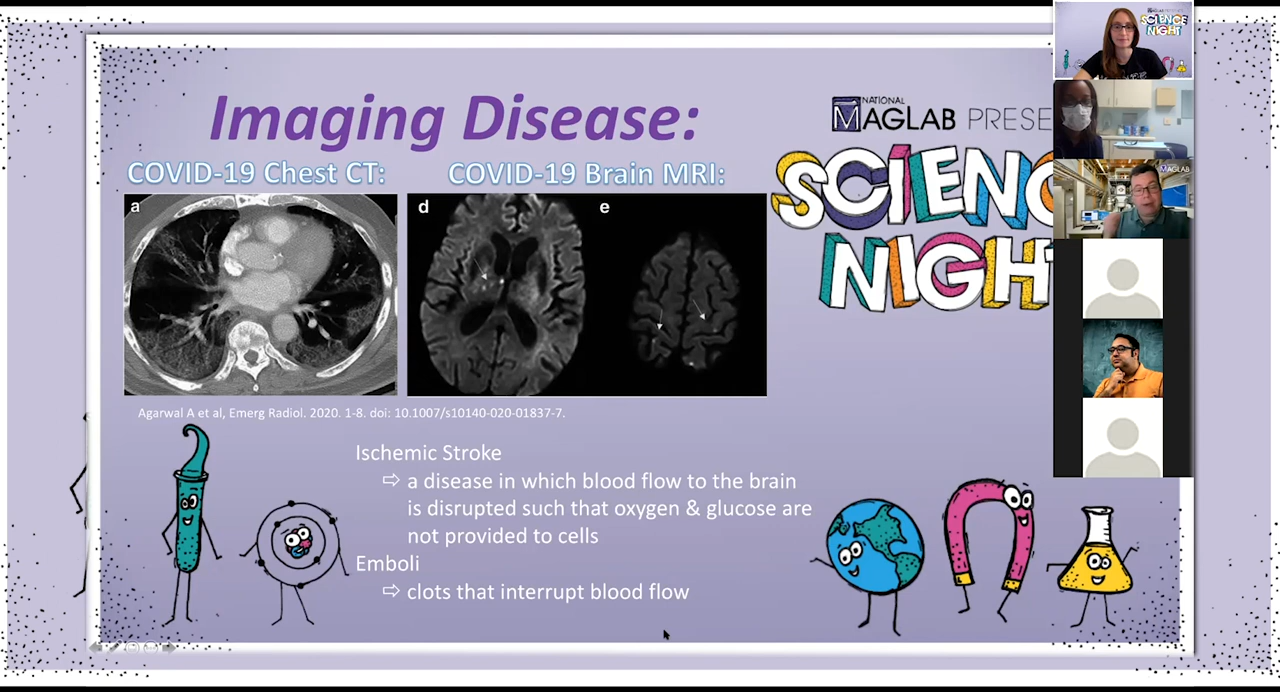 Imaging Disease:
COVID-19 Chest CT:
COVID-19 Brain MRI:
a
d
e
Agarwal A et al, Emerg Radiol. 2020. 1-8. doi: 10.1007/s10140-020-01837-7.
Ischemic Stroke
⇨ a disease in which blood flow to the brain
is disrupted such that oxygen & glucose are
not provided to cells
Emboli
⇨ clots that interrupt blood flow
NATIONAL
MAGLAB PRESE
SCIENC
NIGH
SCIENCE
NIGHT
MAGLAB